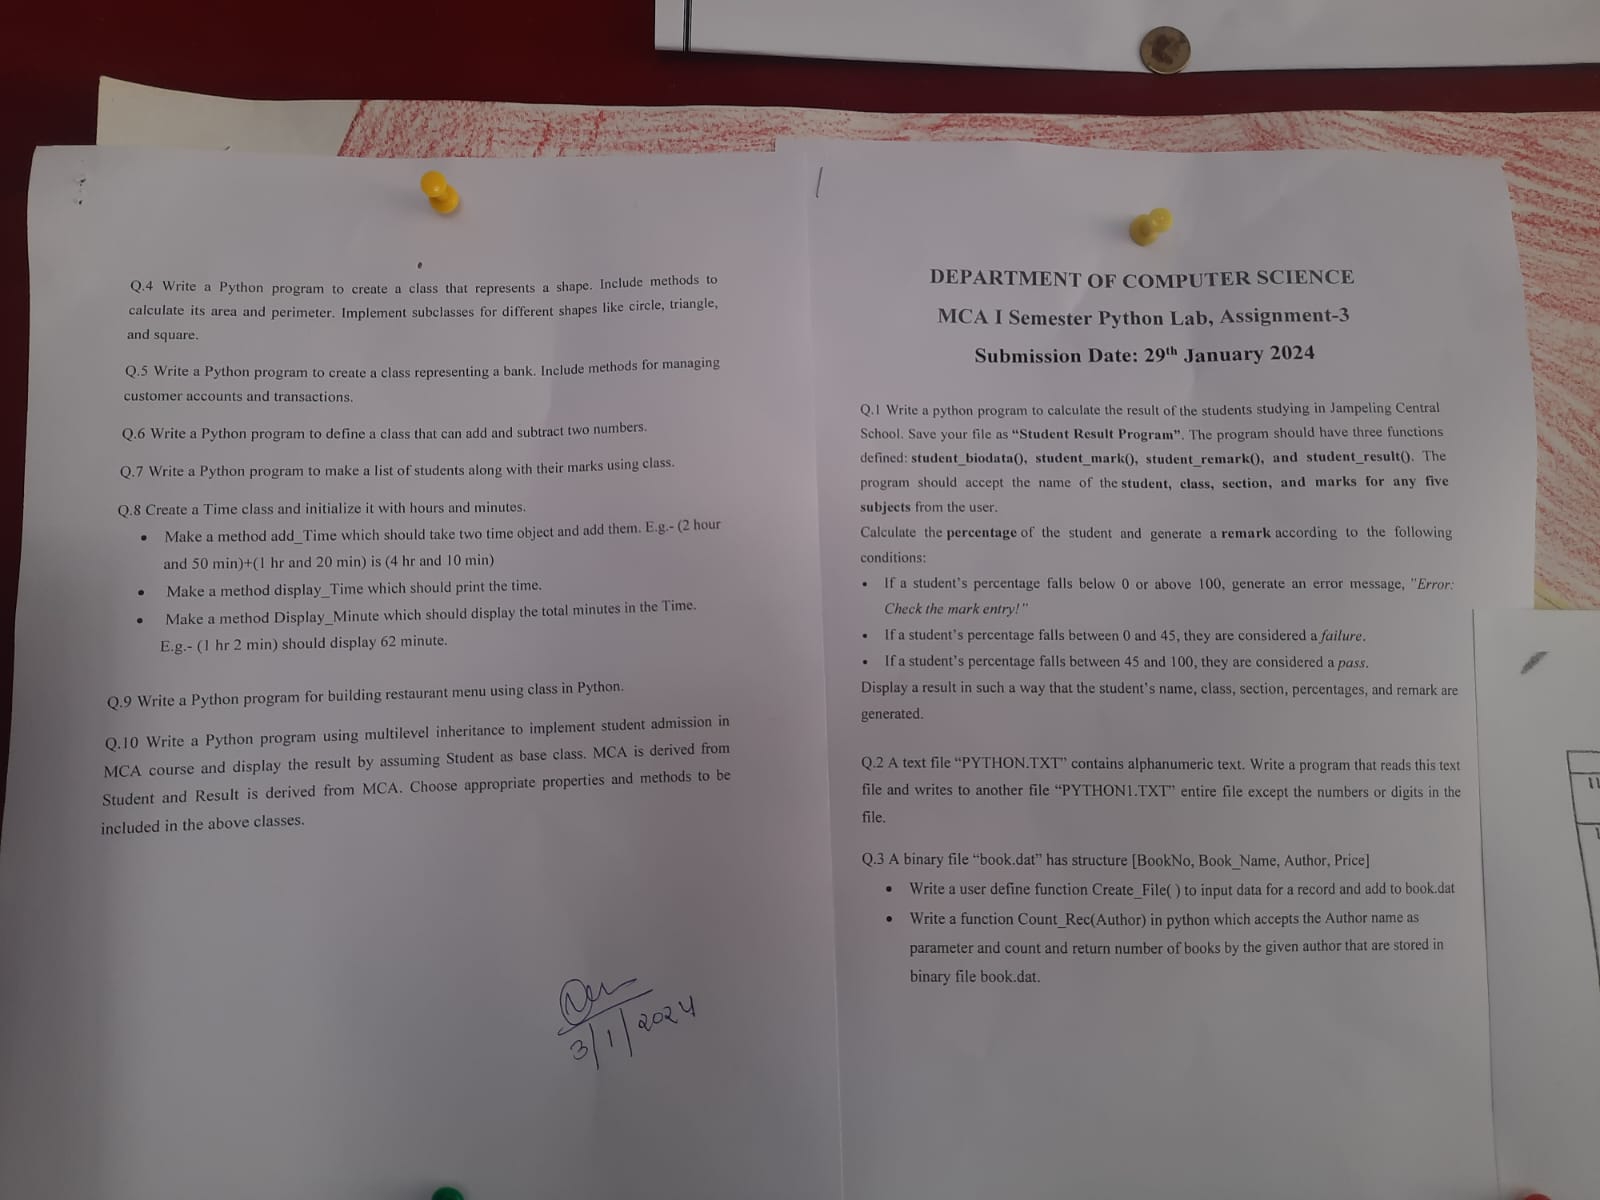 Q.4 Write a Python program to create a class that represents a shape. Include methods to
calculate its area and perimeter. Implement subclasses for different shapes like circle, triangle,
and square.
Q.5 Write a Python program to create a class representing a bank. Include methods for managing
customer accounts and transactions.
Q.6 Write a Python program to define a class that can add and subtract two numbers.
Q.7 Write a Python program to make a list of students along with their marks using class.
Q.8 Create a Time class and initialize it with hours and minutes.
• Make a method add_Time which should take two time object and add them. E.g.- (2 hour
and 50 min)+(1 hr and 20 min) is (4 hr and 10 min)
• Make a method display_Time which should print the time.
• Make a method Display_Minute which should display the total minutes in the Time.
E.g.- (1 hr 2 min) should display 62 minute.
Q.9 Write a Python program for building restaurant menu using class in Python.
Q.10 Write a Python program using multilevel inheritance to implement student admission in
MCA course and display the result by assuming Student as base class. MCA is derived from
Student and Result is derived from MCA. Choose appropriate properties and methods to be
included in the above classes.
3/1/2024
DEPARTMENT OF COMPUTER SCIENCE
MCA I Semester Python Lab, Assignment-3
Submission Date: 29th January 2024
Q.1 Write a python program to calculate the result of the students studying in Jampeling Central
School. Save your file as “Student Result Program”. The program should have three functions
defined: student_biodata(), student_mark(), student_remark(), and student_result(). The
program should accept the name of the student, class, section, and marks for any five
subjects from the user.
Calculate the percentage of the student and generate a remark according to the following
conditions:
• If a student's percentage falls below 0 or above 100, generate an error message, "Error:
Check the mark entry!"
• If a student's percentage falls between 0 and 45, they are considered a failure.
• If a student's percentage falls between 45 and 100, they are considered a pass.
Display a result in such a way that the student's name, class, section, percentages, and remark are
generated.
Q.2 A text file “PYTHON.TXT” contains alphanumeric text. Write a program that reads this text
file and writes to another file “PYTHON1.TXT” entire file except the numbers or digits in the
file.
Q.3 A binary file “book.dat” has structure [BookNo, Book_Name, Author, Price]
• Write a user define function Create_File( ) to input data for a record and add to book.dat
• Write a function Count_Rec(Author) in python which accepts the Author name as
parameter and count and return number of books by the given author that are stored in
binary file book.dat.